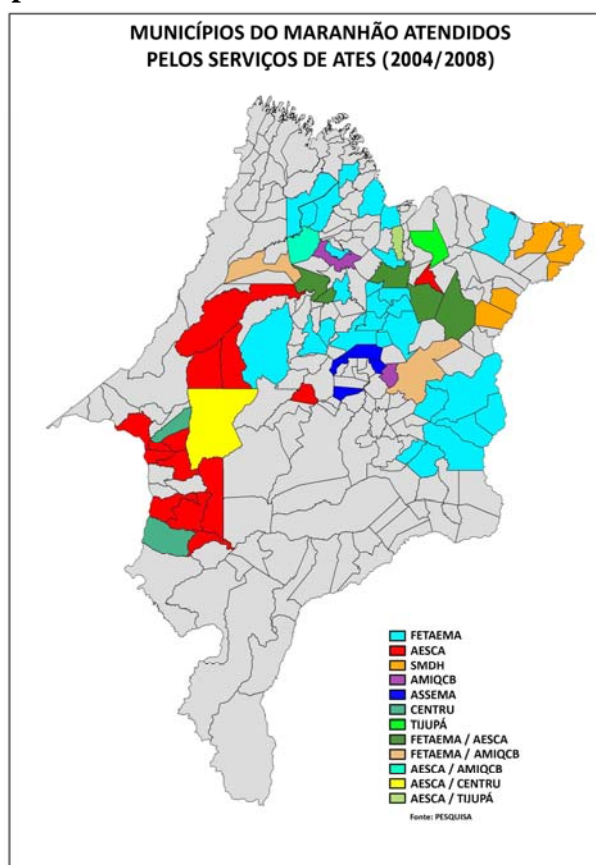 MUNICÍPIOS DO MARANHÃO ATENDIDOS
PELOS SERVIÇOS DE ATES (2004/2008)
FETAEMA
AESCA
SMDH
AMIQCB
ASSEMA
CENTRU
TIJUPÁ
FETAEMA / AESCA
FETAEMA / AMIQCB
AESCA / AMIQCB
AESCA / CENTRU
AESCA / TIJUPÁ
Fonte: PESQUISA